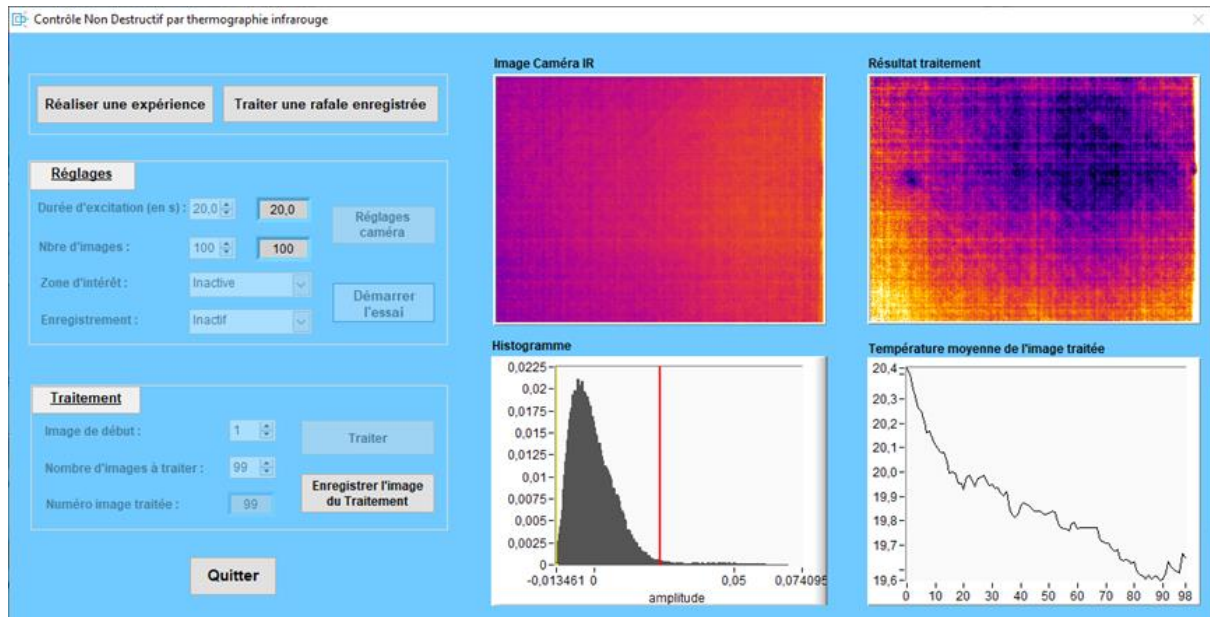 Contrôle Non Destructif par thermographie infrarouge
Réaliser une expérience
Traiter une rafale enregistrée
Réglages
Durée d'excitation (en s) : 20,0 20,0
Réglages
caméra
Nbre d'images : 100 100
Zone d'intérêt : Inactive
Démarrer
l'essai
Enregistrement : Inactif
Traitement
Image de début : 1
Traiter
Nombre d'images à traiter : 99
Enregistrer l'image
du Traitement
Numéro image traitée : 99
Quitter
Image Caméra IR
Résultat traitement
Histogramme
0,0225
0,02
0,0175
0,015
0,0125
0,01
0,0075
0,005
0,0025
0
-0,013461 0 0,05 0,074095
amplitude
Température moyenne de l'image traitée
20,4
20,3
20,2
20,1
20,0
19,9
19,8
19,7
19,6
0 10 20 30 40 50 60 70 80 90 98